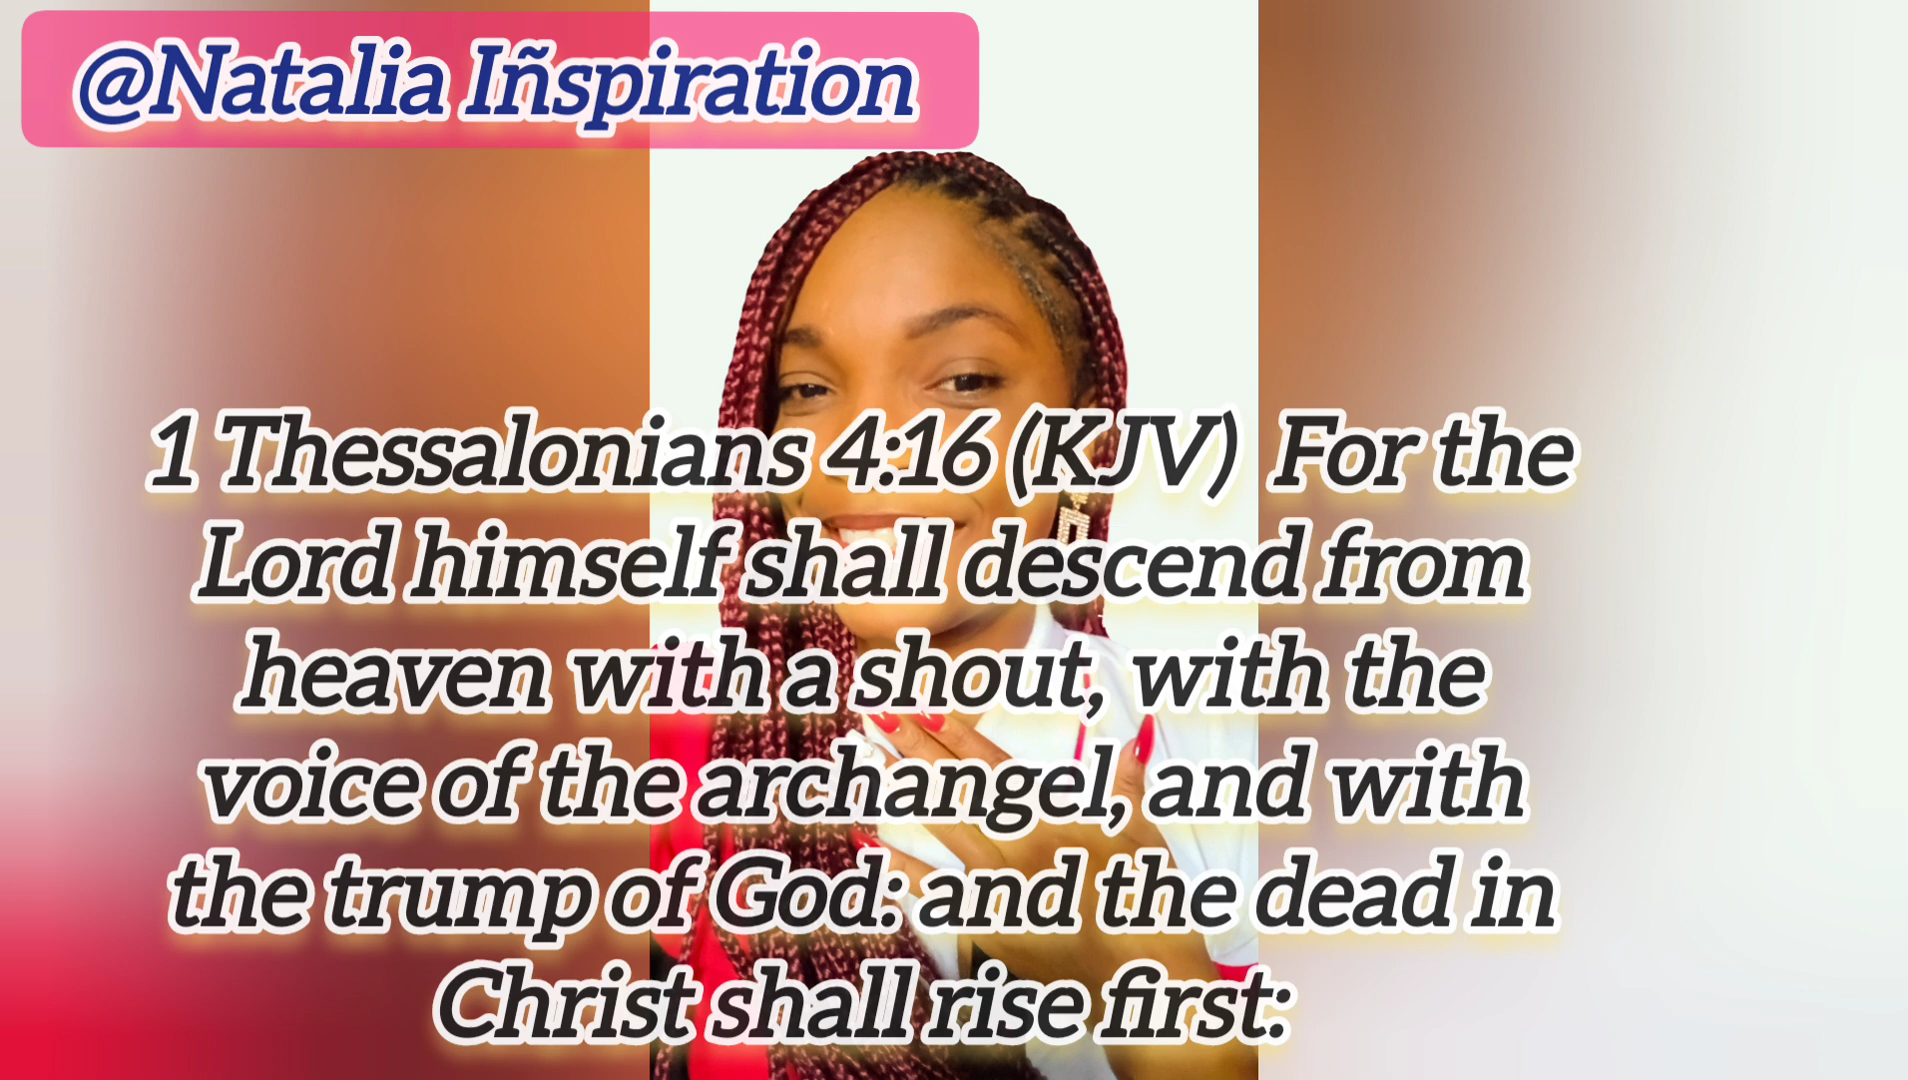 @Natalia Iñspiration
1 Thessalonians 4:16 (KJV) For the
Lord himself shall descend from
heaven with a shout, with the
voice of the archangel, and with
the trump of God: and the dead in
Christ shall rise first: